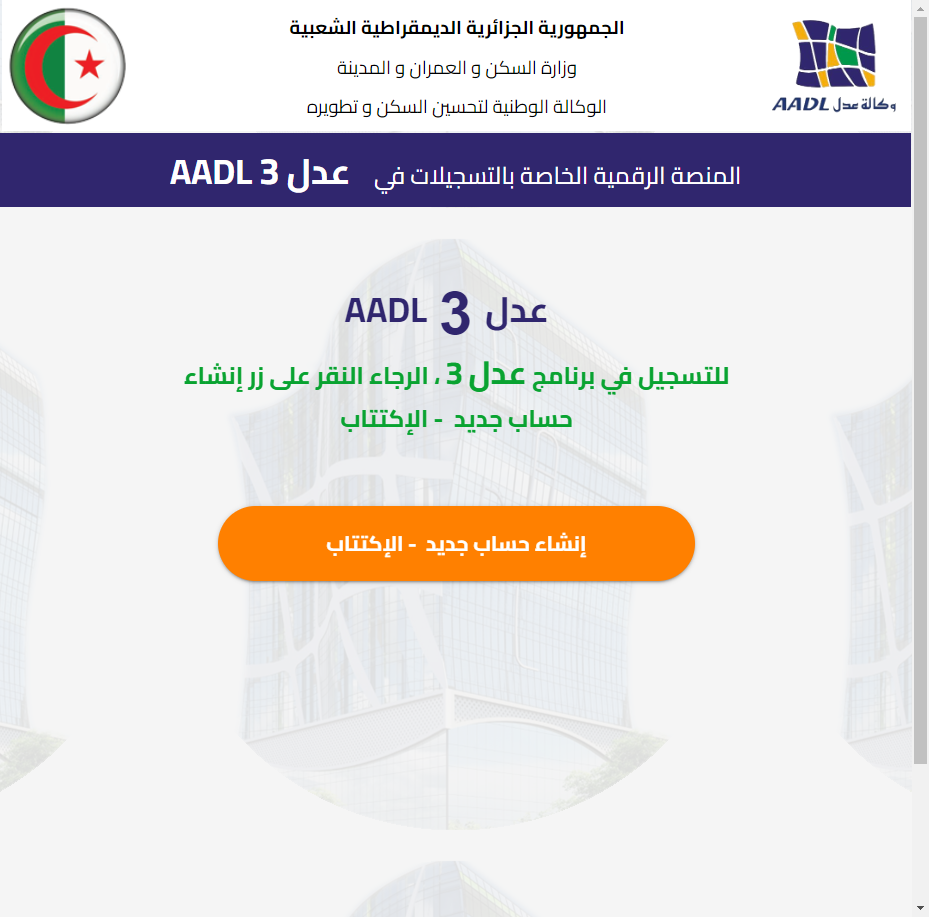 الجمهورية الجزائرية الديمقراطية الشعبية
وزارة السكن و العمران و المدينة
الوكالة الوطنية لتحسين السكن و تطويره
وكالة عدل AADL
المنصة الرقمية الخاصة بالتسجيلات في عدل 3 AADL
عدل 3 AADL
للتسجيل في برنامج عدل 3 ، الرجاء النقر على زر إنشاء
حساب جديد - الإكتتاب
إنشاء حساب جديد - الإكتتاب